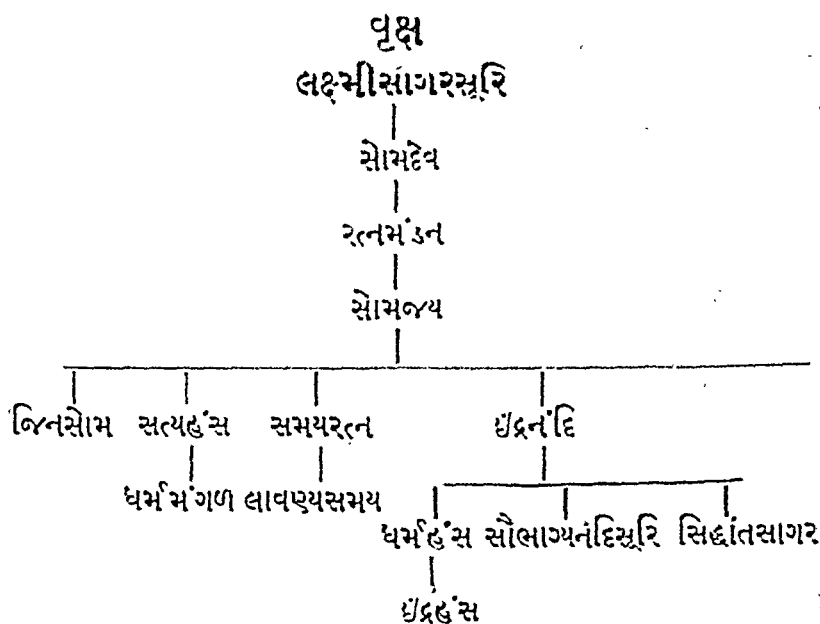 વૃક્ષ
લક્ષ્મીસાગરસૂરિ
સોમદેવ
રત્નમંડન
સોમજય
જિનસોમ સત્યહંસ સમયરત્ન ઇંદ્રનંદિ
ધર્મમંગળ લાવણ્યસમય
ધર્મહંસ સૌભાગ્યનંદિસૂરિ સિદ્ધાંતસાગર
ઇંદ્રહંસ